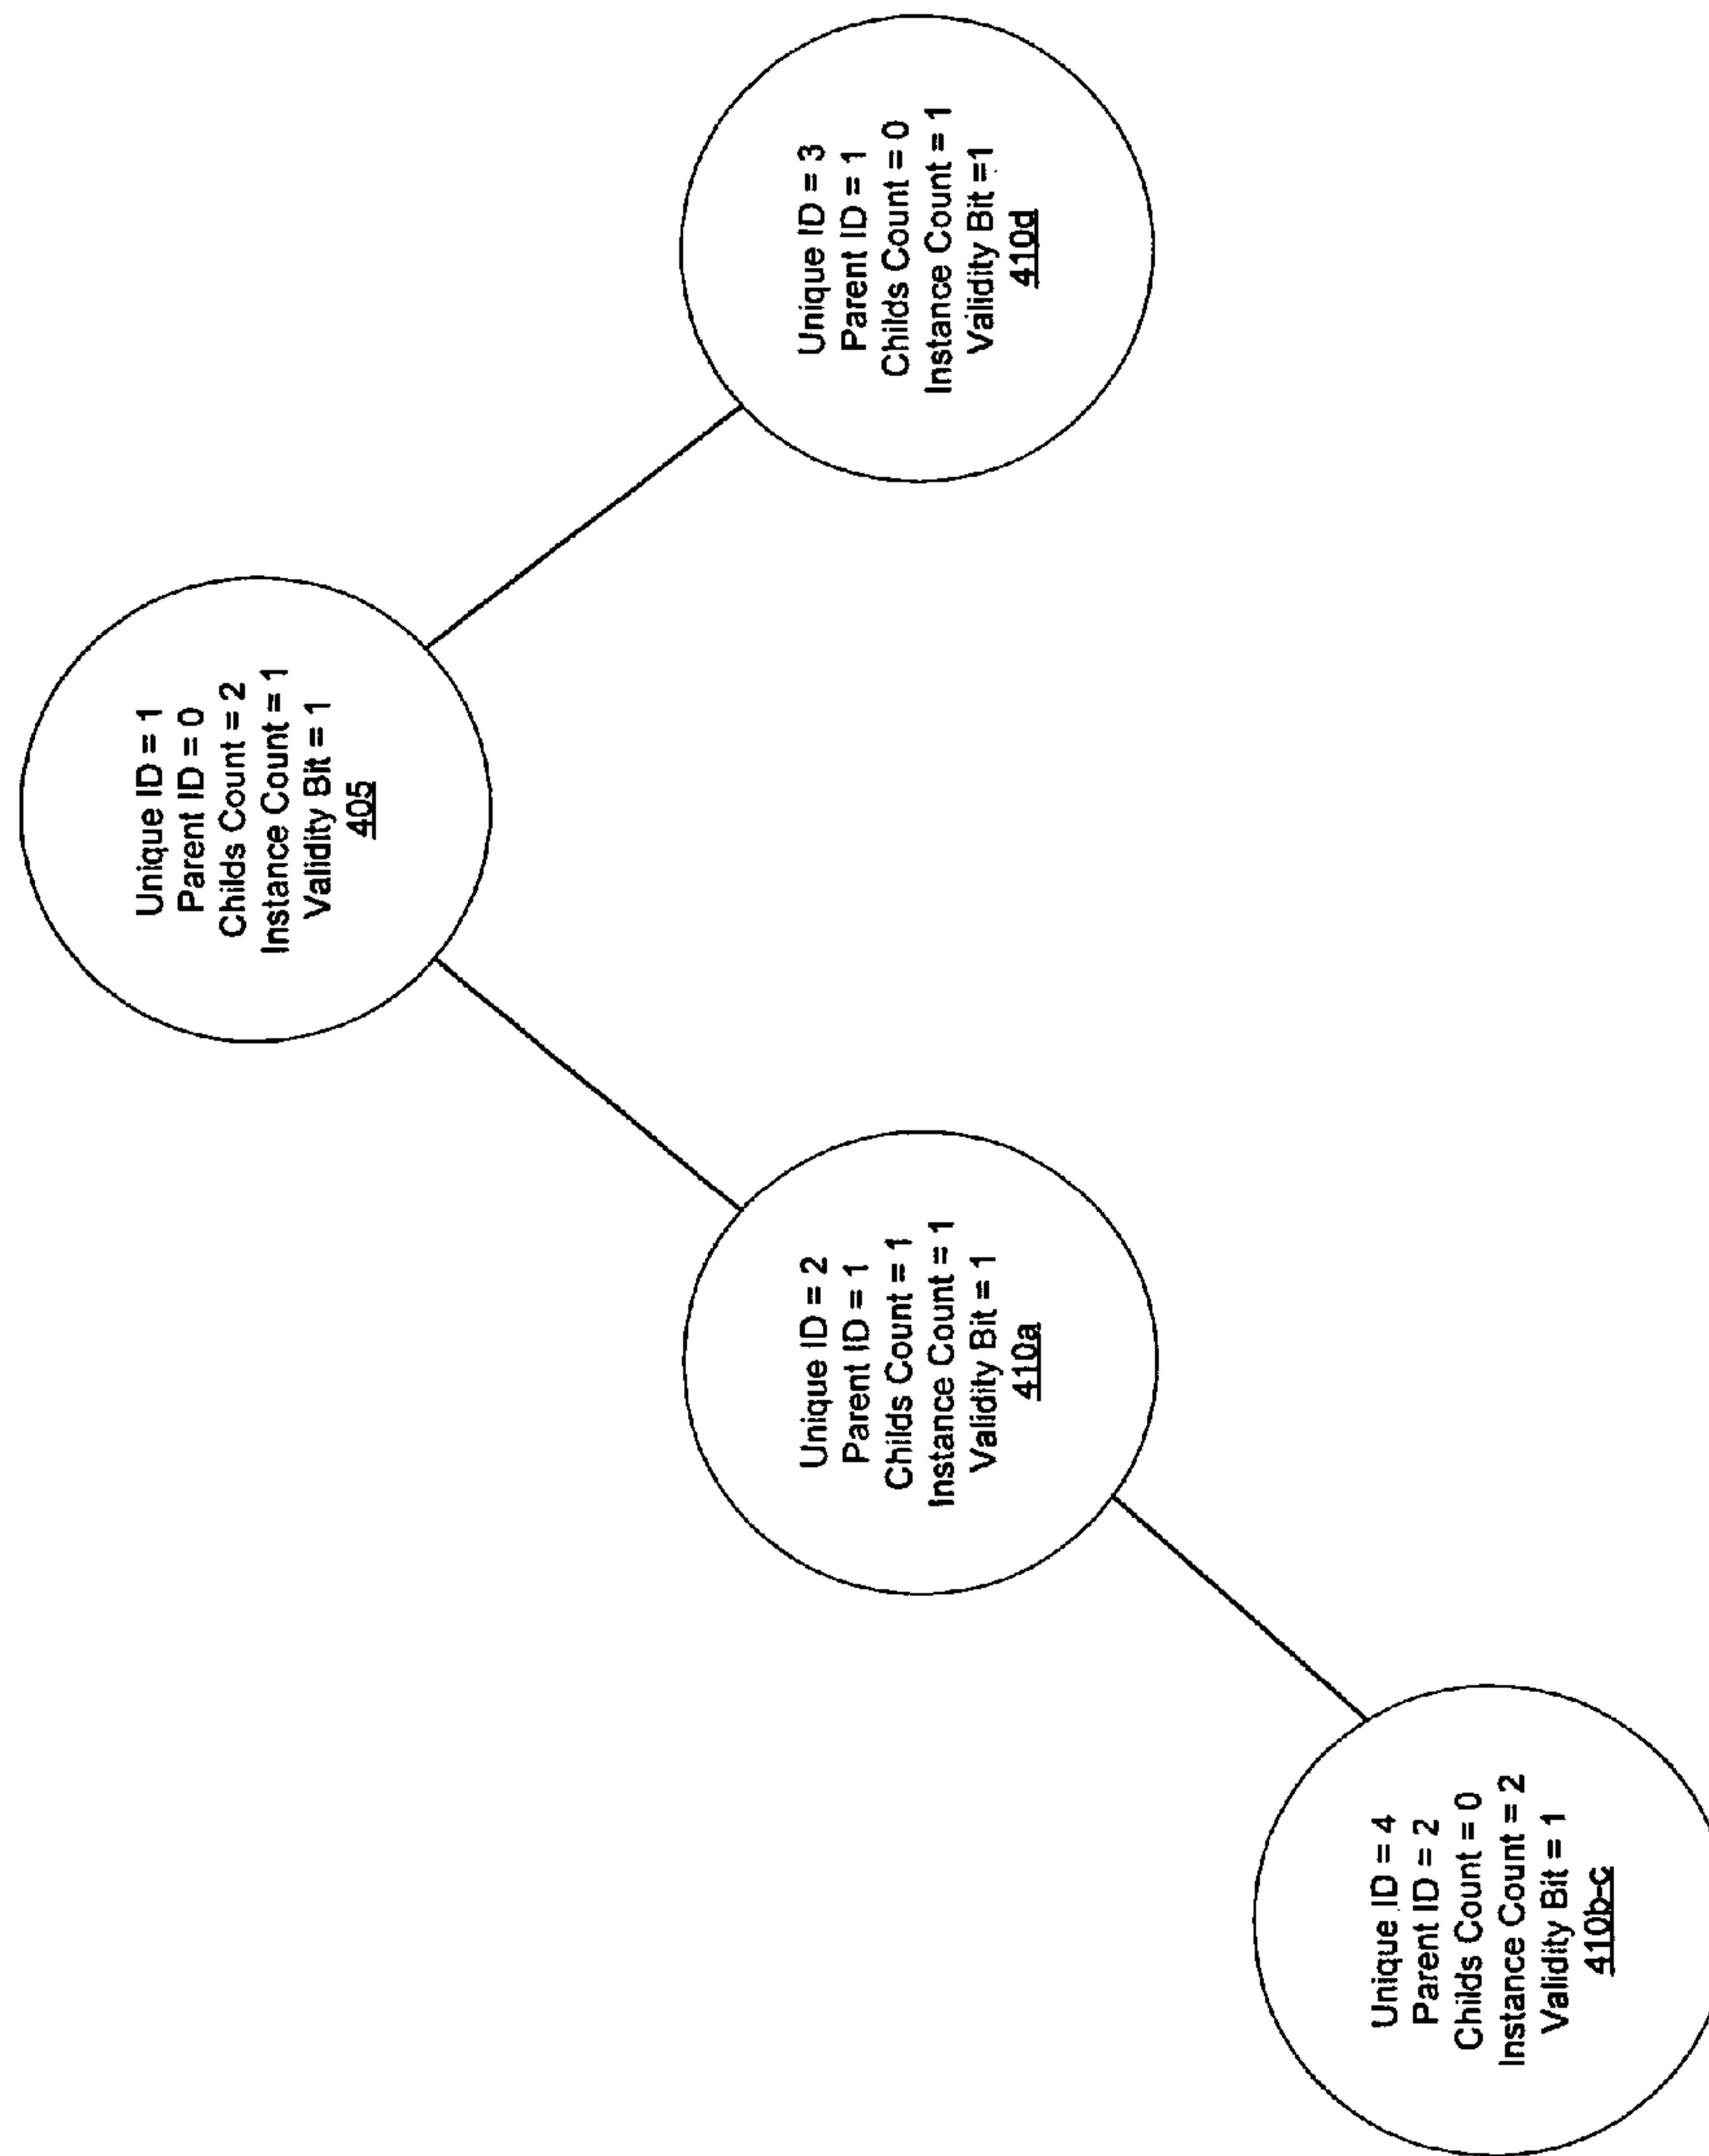 Unique ID = 1
Parent ID = 0
Childs Count = 2
Instance Count = 1
Validity Bit = 1
405
Unique ID = 2
Parent ID = 1
Childs Count = 1
Instance Count = 1
Validity Bit = 1
410a
Unique ID = 3
Parent ID = 1
Childs Count = 0
Instance Count = 1
Validity Bit =1
410d
Unique ID = 4
Parent ID = 2
Childs Count = 0
Instance Count = 2
Validity Bit = 1
410b-c